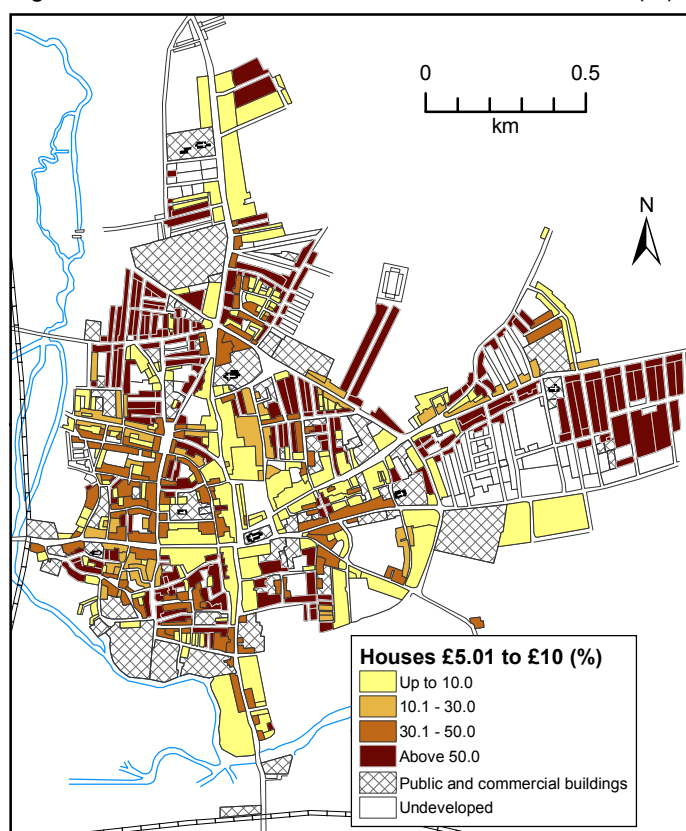 0 0.5
km
N
Houses £5.01 to £10 (%)
Up to 10.0
10.1 - 30.0
30.1 - 50.0
Above 50.0
Public and commercial buildings
Undeveloped